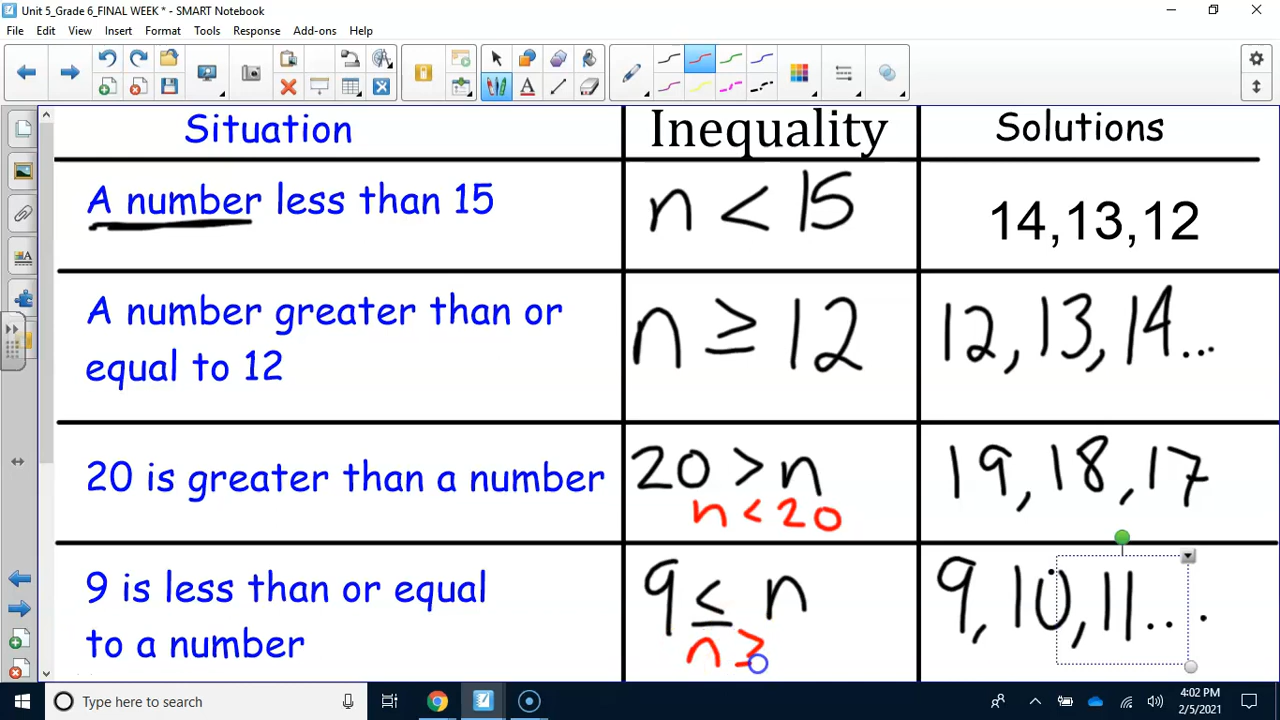 Unit 5_Grade 6_FINAL WEEK * - SMART Notebook
File Edit View Insert Format Tools Response Add-ons Help
Situation Inequality Solutions
A number less than 15 n < 15 14,13,12
A number greater than or
equal to 12 n ≥ 12 12, 13, 14...
20 is greater than a number 20 > n 19, 18, 17
n < 20
9 is less than or equal
to a number 9 ≤ n 9, 10, 11...
n ≥
Type here to search
4:02 PM
2/5/2021